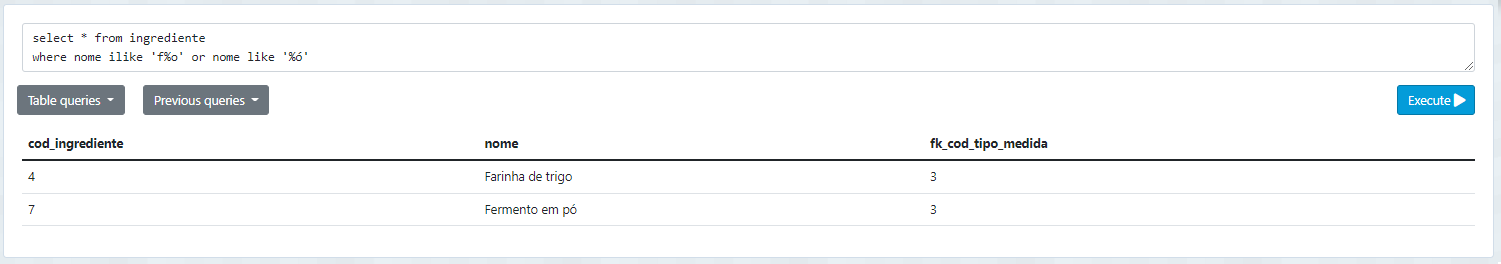 select * from ingrediente
where nome ilike 'f%o' or nome like '%ó'
Table queries Previous queries Execute
cod_ingrediente nome fk_cod_tipo_medida
4 Farinha de trigo 3
7 Fermento em pó 3